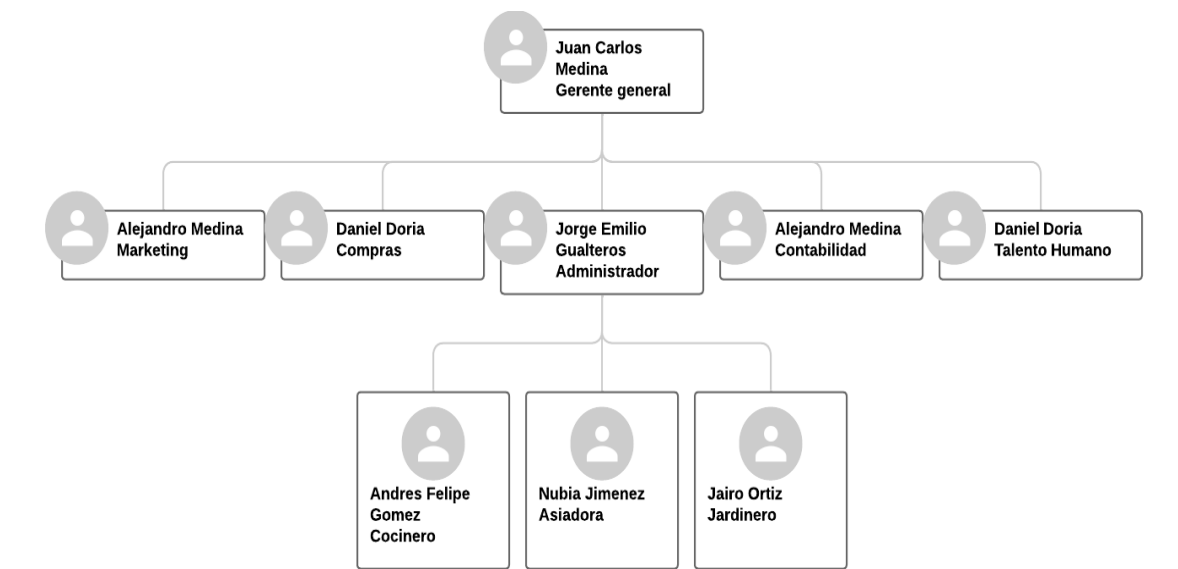 Juan Carlos
Medina
Gerente general
Alejandro Medina
Marketing
Daniel Doria
Compras
Jorge Emilio
Gualteros
Administrador
Alejandro Medina
Contabilidad
Daniel Doria
Talento Humano
Andres Felipe
Gomez
Cocinero
Nubia Jimenez
Asiadora
Jairo Ortiz
Jardinero